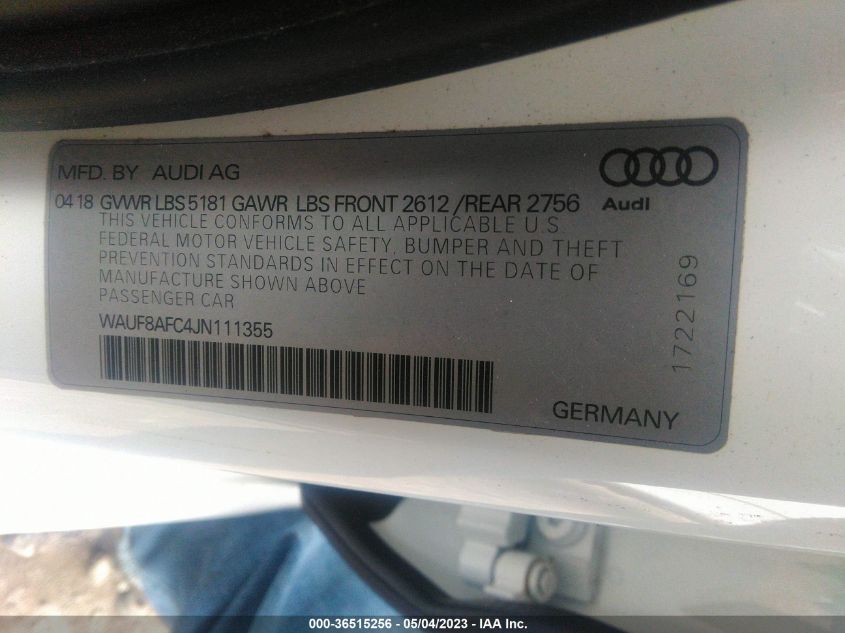 MFD. BY AUDI AG
04 18 GVWR LBS 5181 GAWR LBS FRONT 2612 /REAR 2756
Audi
THIS VEHICLE CONFORMS TO ALL APPLICABLE U.S
FEDERAL MOTOR VEHICLE SAFETY, BUMPER AND THEFT
PREVENTION STANDARDS IN EFFECT ON THE DATE OF
MANUFACTURE SHOWN ABOVE
PASSENGER CAR
WAUF8AFC4JN111355
1722169
GERMANY
000-36515256 - 05/04/2023 - © IAA Inc.